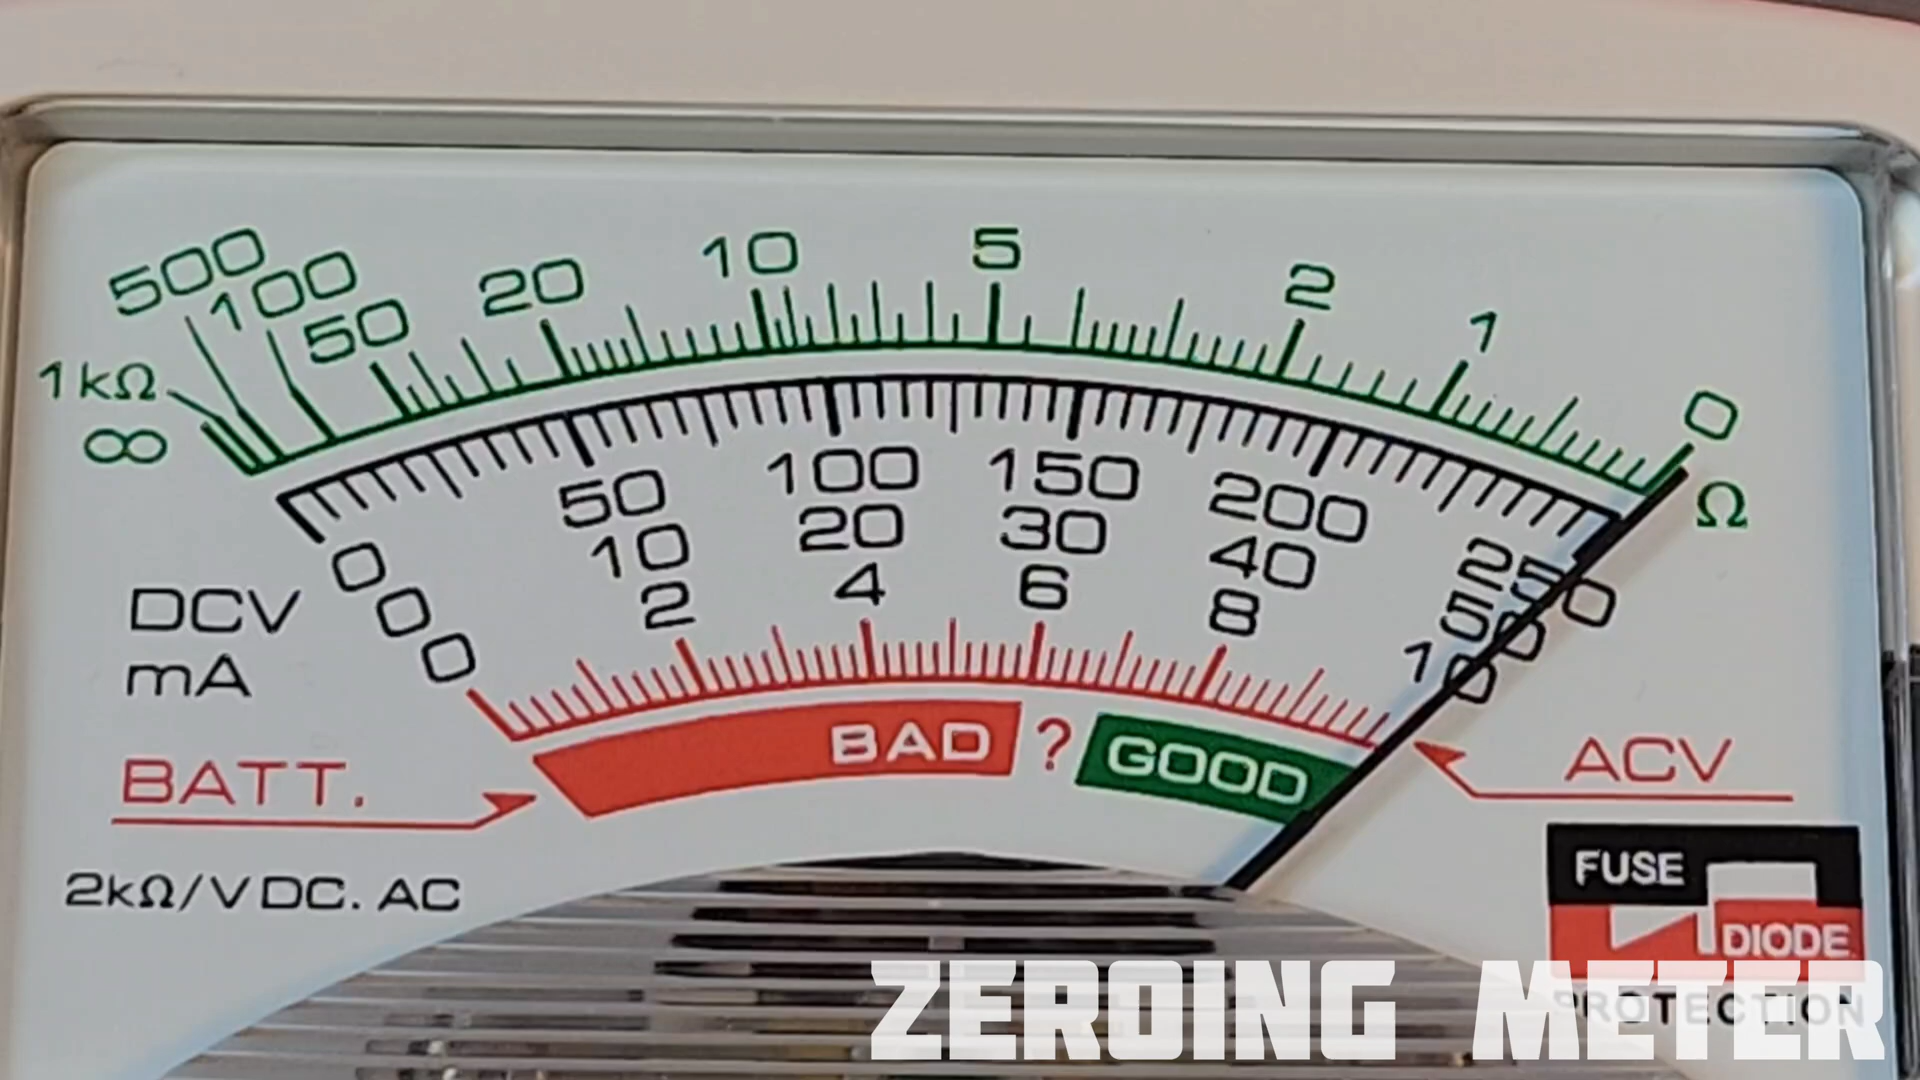 500
100
50
20
10
5
2
1
0
1kΩ
∞
Ω
0 50 100 150 200 250
0 10 20 30 40 50
0 2 4 6 8 10
DCV
mA
BATT.
BAD ? GOOD
ACV
2kΩ/V DC. AC
FUSE
DIODE
PROTECTION
ZEROING METER